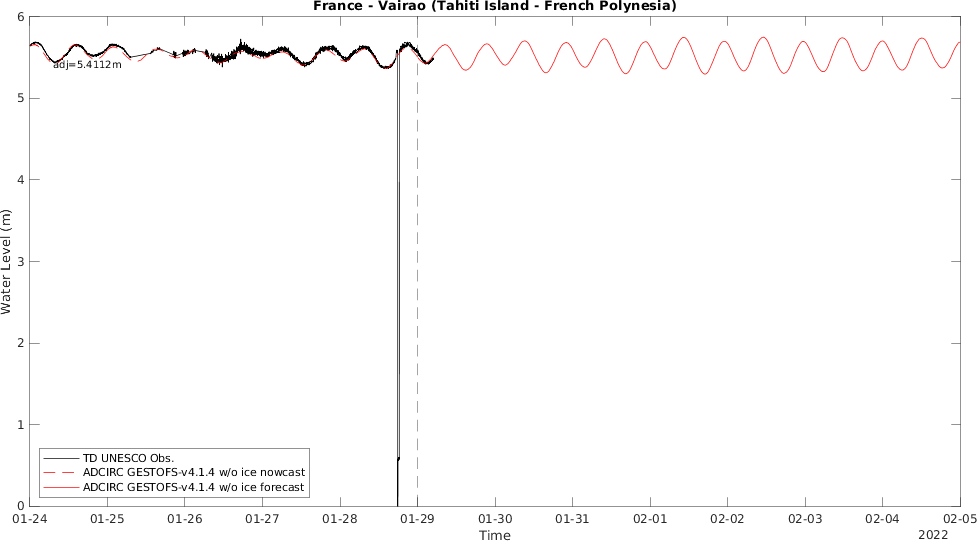 France - Vairao (Tahiti Island - French Polynesia)
6
5
4
3
2
1
0
Water Level (m)
adj=5.4112m
TD UNESCO Obs.
ADCIRC GESTOFS-v4.1.4 w/o ice nowcast
ADCIRC GESTOFS-v4.1.4 w/o ice forecast
01-24 01-25 01-26 01-27 01-28 01-29 01-30 01-31 02-01 02-02 02-03 02-04 02-05
Time
2022